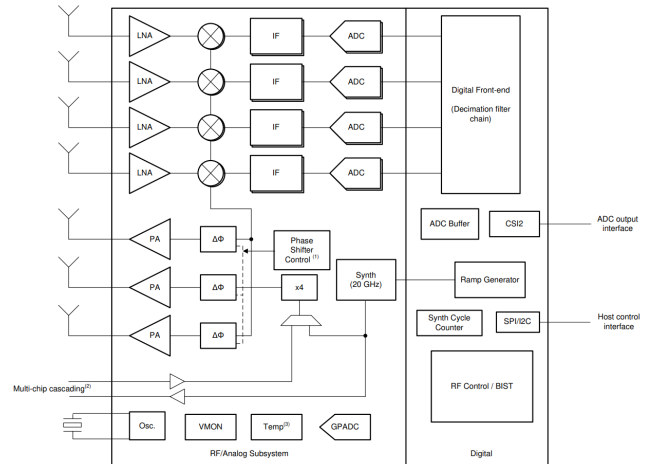 LNA
IF
ADC
LNA
IF
ADC
LNA
IF
ADC
LNA
IF
ADC
Digital Front-end
(Decimation filter
chain)
ADC Buffer
CSI2
ADC output
interface
PA
ΔΦ
Phase
Shifter
Control (1)
PA
ΔΦ
x4
Synth
(20 GHz)
Ramp Generator
PA
ΔΦ
Synth Cycle
Counter
SPI/I2C
Host control
interface
Multi-chip cascading(2)
RF Control / BIST
Osc.
VMON
Temp(3)
GPADC
RF/Analog Subsystem
Digital